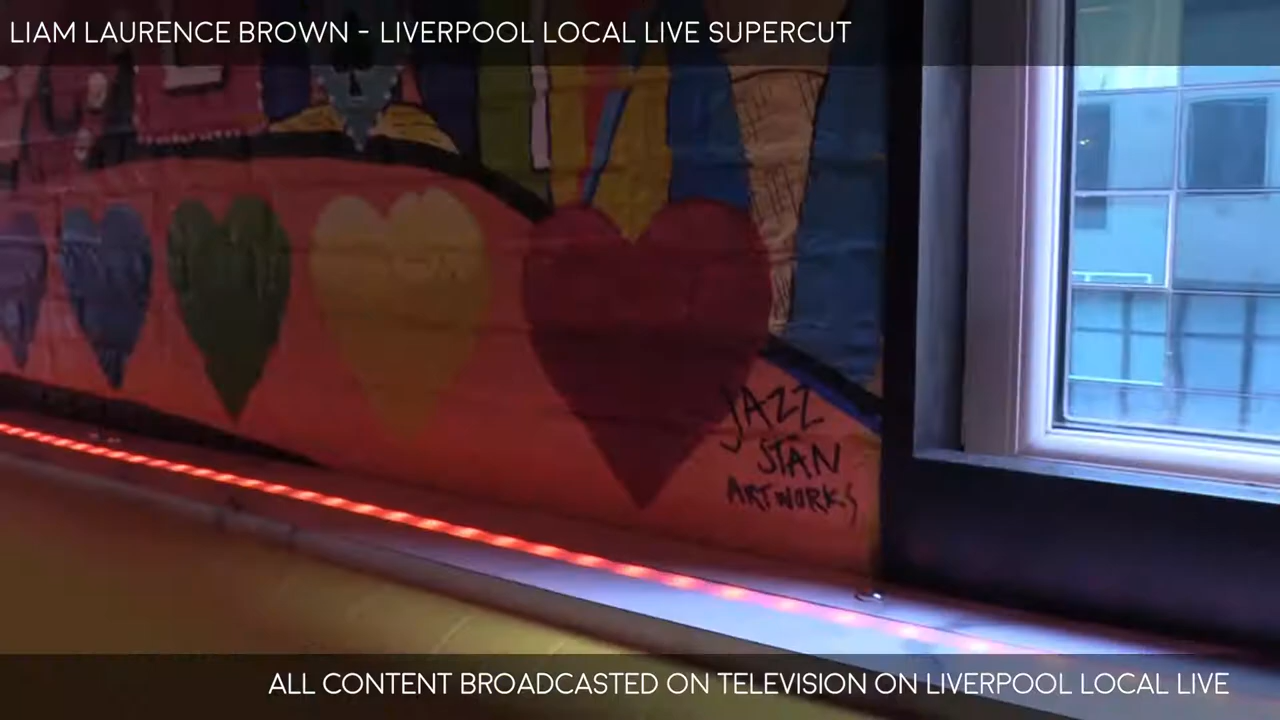 LIAM LAURENCE BROWN - LIVERPOOL LOCAL LIVE SUPERCUT
JAZZ
STAN
ARTWORKS
ALL CONTENT BROADCASTED ON TELEVISION ON LIVERPOOL LOCAL LIVE